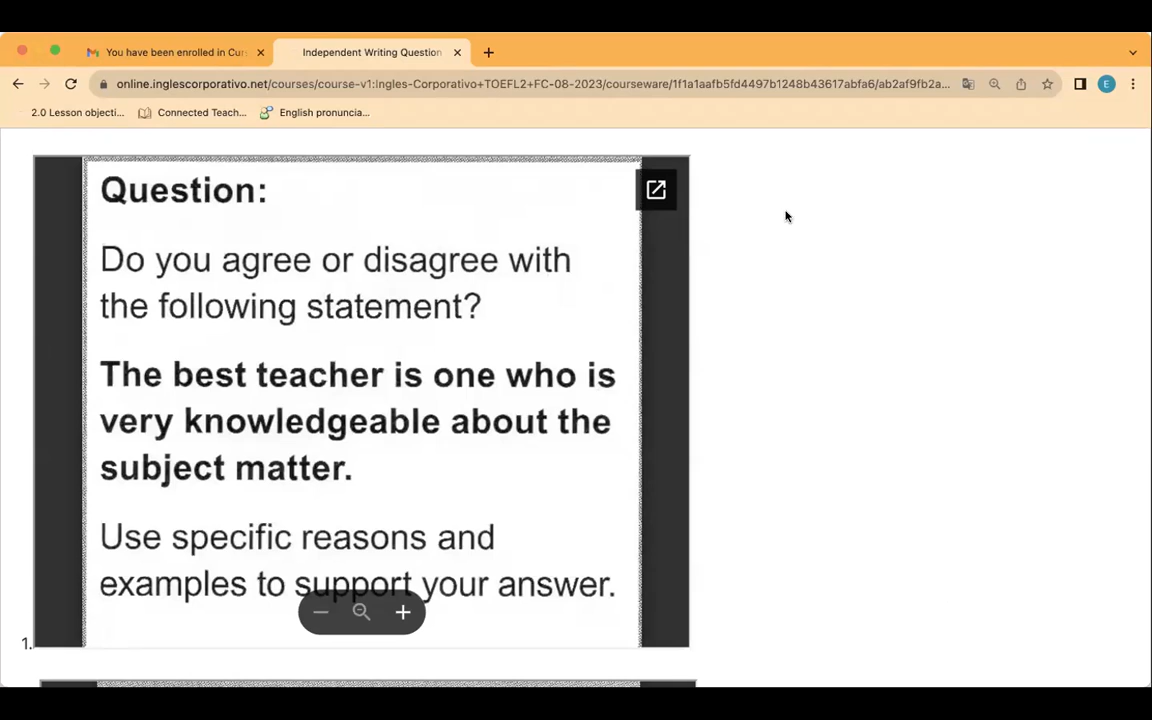 You have been enrolled in Cur
Independent Writing Question
online.inglescorporativo.net/courses/course-v1:Ingles-Corporativo+TOEFL2+FC-08-2023/courseware/1f1a1aafb5fd4497b1248b43617abfa6/ab2af9fb2a...
E
2.0 Lesson objecti...
Connected Teach...
English pronuncia...
Question:
Do you agree or disagree with
the following statement?
The best teacher is one who is
very knowledgeable about the
subject matter.
Use specific reasons and
examples to support your answer.
1.